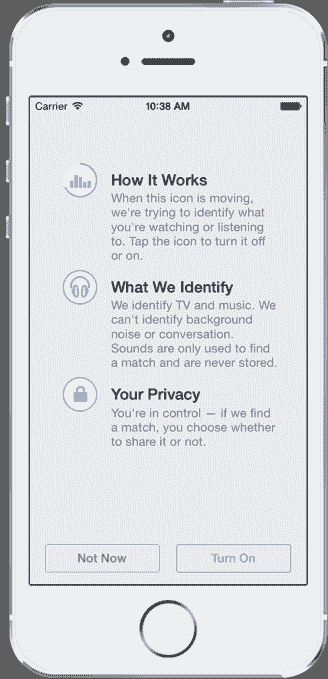 Carrier 10:38 AM
How It Works
When this icon is moving,
we're trying to identify what
you're watching or listening
to. Tap the icon to turn it off
or on.
What We Identify
We identify TV and music. We
can't identify background
noise or conversation.
Sounds are only used to find
a match and are never stored.
Your Privacy
You're in control — if we find
a match, you choose whether
to share it or not.
Not Now Turn On